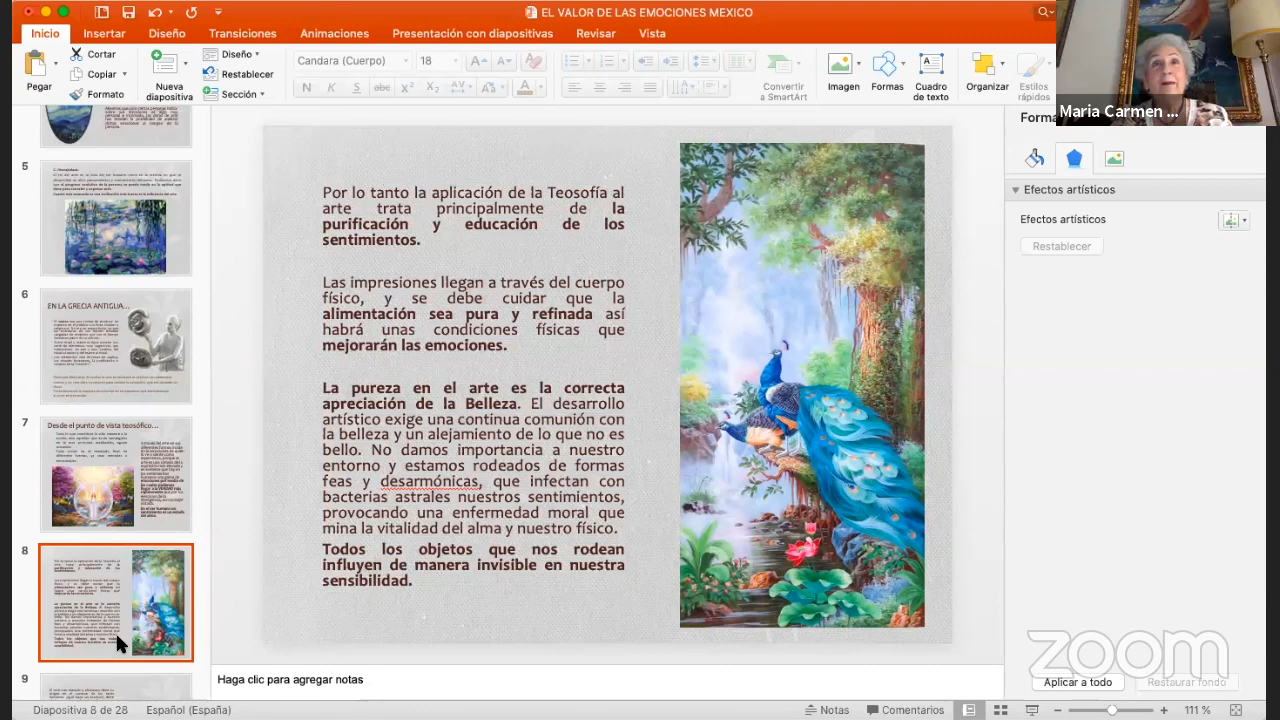 EL VALOR DE LAS EMOCIONES MEXICO
Inicio Insertar Diseño Transiciones Animaciones Presentación con diapositivas Revisar Vista
Pegar
Cortar
Copiar
Formato
Nueva diapositiva
Diseño
Restablecer
Sección
Candara (Cuerpo) 18
N K S abc X² X₂
Convertir a SmartArt
Imagen
Formas
Cuadro de texto
Organizar
Estilos rápidos
Maria Carmen ...
Forma
Efectos artísticos
Efectos artísticos
Restablecer
5
6
EN LA GRECIA ANTIGUA...
7
Desde el punto de vista teosófico...
8
9
Por lo tanto la aplicación de la Teosofía al
arte trata principalmente de la
purificación y educación de los
sentimientos.
Las impresiones llegan a través del cuerpo
físico, y se debe cuidar que la
alimentación sea pura y refinada así
habrá unas condiciones físicas que
mejorarán las emociones.
La pureza en el arte es la correcta
apreciación de la Belleza. El desarrollo
artístico exige una continua comunión con
la belleza y un alejamiento de lo que no es
bello. No damos importancia a nuestro
entorno y estamos rodeados de formas
feas y desarmónicas, que infectan con
bacterias astrales nuestros sentimientos,
provocando una enfermedad moral que
mina la vitalidad del alma y nuestro físico.
Todos los objetos que nos rodean
influyen de manera invisible en nuestra
sensibilidad.
Haga clic para agregar notas
zoom
Aplicar a todo Restaurar fondo
Diapositiva 8 de 28 Español (España) Notas Comentarios 111 %